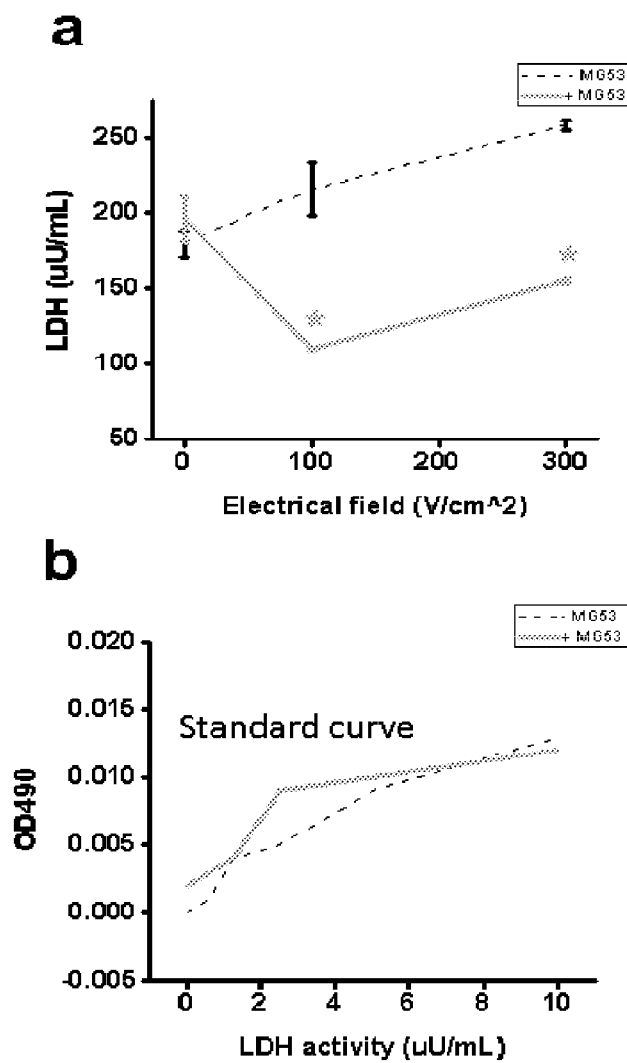 a
- MG53
+ MG53
250
200
150
100
50
LDH (uU/mL)
0 100 200 300
Electrical field (V/cm^2)
b
- MG53
+ MG53
0.020
0.015
0.010
0.005
0.000
-0.005
Standard curve
OD490
0 2 4 6 8 10
LDH activity (uU/mL)